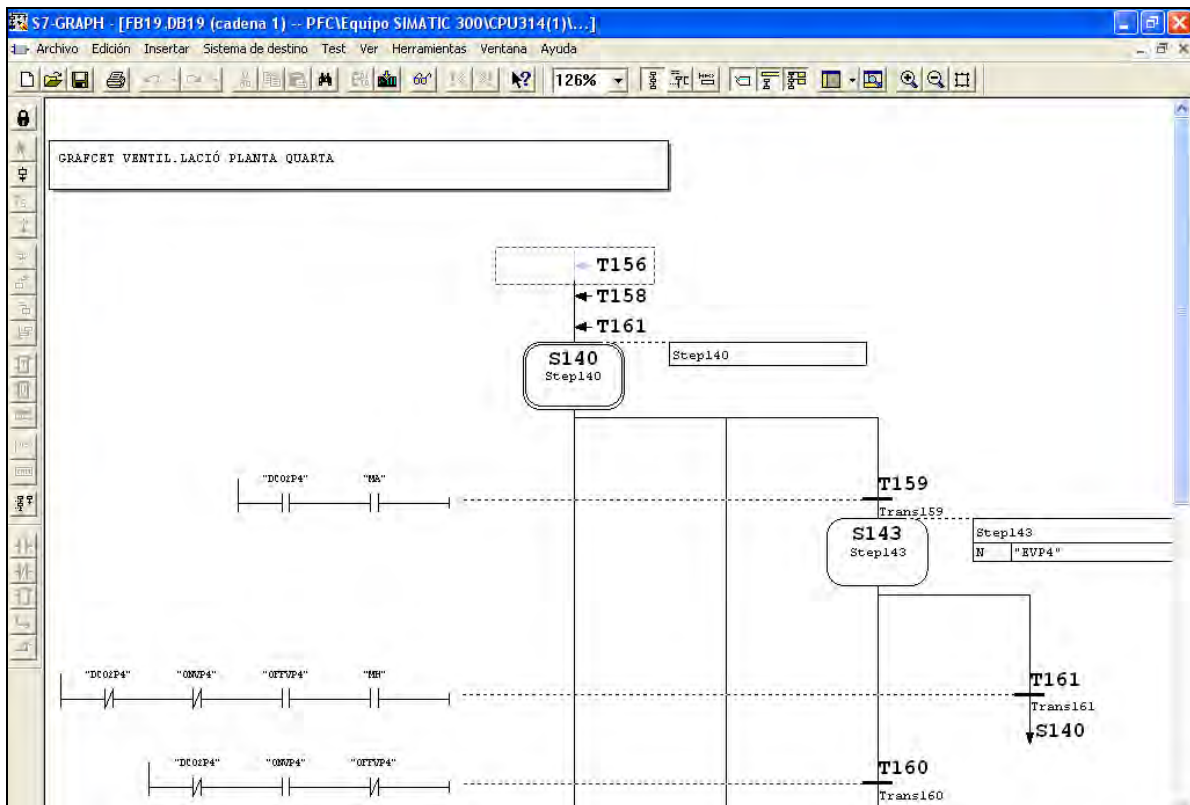 S7-GRAPH - [FB19.DB19 (cadena 1) -- PFC\Equipo SIMATIC 300\CPU314(1)\...]
Archivo Edición Insertar Sistema de destino Test Ver Herramientas Ventana Ayuda
126%
GRAFCET VENTIL.LACIÓ PLANTA QUARTA
T156
T158
T161
S140
Step140
Step140
"DCO2P4" "MA"
T159
Trans159
S143
Step143
Step143
N "EVP4"
"DCO2P4" "ONVP4" "OFFVP4" "MH"
T161
Trans161
S140
"DCO2P4" "ONVP4" "OFFVP4"
T160
Trans160